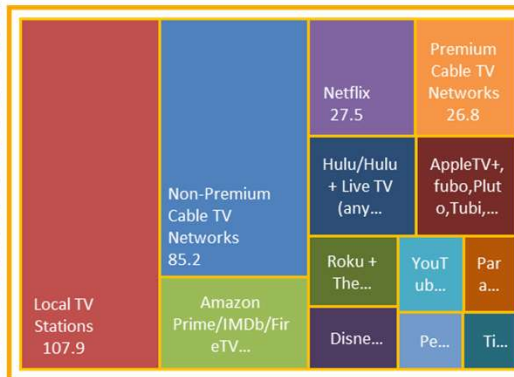 Local TV
Stations
107.9
Non-Premium
Cable TV
Networks
85.2
Amazon
Prime/IMDb/Fir
eTV...
Netflix
27.5
Premium
Cable TV
Networks
26.8
Hulu/Hulu
+ Live TV
(any...
AppleTV+,
fubo,Plut
o,Tubi,...
Roku +
The...
YouT
ub...
Par
a...
Disne...
Pe...
Ti...